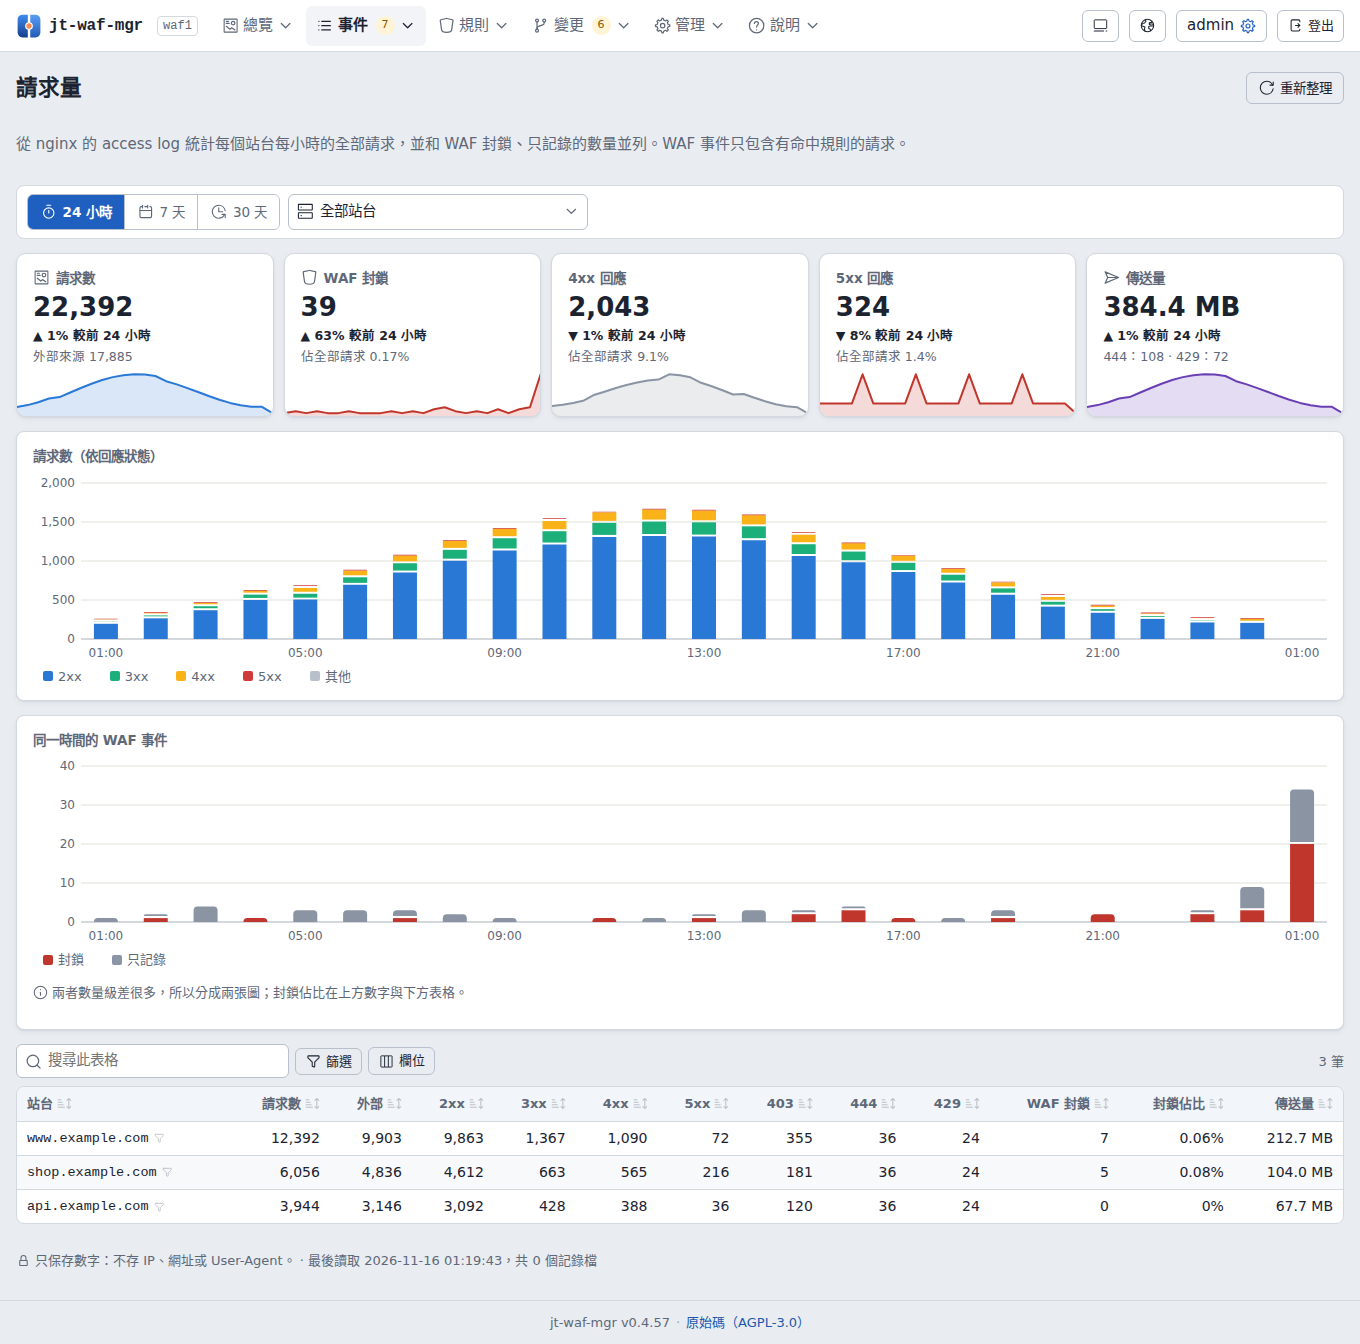 jt-waf-mgr waf1 總覽 事件 7 規則 變更 6 管理 說明 admin 登出
請求量 重新整理
從 nginx 的 access log 統計每個站台每小時的全部請求，並和 WAF 封鎖、只記錄的數量並列。WAF 事件只包含有命中規則的請求。
24 小時 7 天 30 天 全部站台
請求數 WAF 封鎖 4xx 回應 5xx 回應 傳送量
22,392 39 2,043 324 384.4 MB
▲ 1% 較前 24 小時 ▲ 63% 較前 24 小時 ▼ 1% 較前 24 小時 ▼ 8% 較前 24 小時 ▲ 1% 較前 24 小時
外部來源 17,885 佔全部請求 0.17% 佔全部請求 9.1% 佔全部請求 1.4% 444：108 · 429：72
請求數（依回應狀態）
2,000
1,500
1,000
500
0
01:00 05:00 09:00 13:00 17:00 21:00 01:00
2xx 3xx 4xx 5xx 其他
同一時間的 WAF 事件
40
30
20
10
0
01:00 05:00 09:00 13:00 17:00 21:00 01:00
封鎖 只記錄
兩者數量級差很多，所以分成兩張圖；封鎖佔比在上方數字與下方表格。
搜尋此表格 篩選 欄位 3 筆
站台 請求數 外部 2xx 3xx 4xx 5xx 403 444 429 WAF 封鎖 封鎖佔比 傳送量
www.example.com 12,392 9,903 9,863 1,367 1,090 72 355 36 24 7 0.06% 212.7 MB
shop.example.com 6,056 4,836 4,612 663 565 216 181 36 24 5 0.08% 104.0 MB
api.example.com 3,944 3,146 3,092 428 388 36 120 36 24 0 0% 67.7 MB
只保存數字：不存 IP、網址或 User-Agent。 · 最後讀取 2026-11-16 01:19:43，共 0 個記錄檔
jt-waf-mgr v0.4.57 · 原始碼（AGPL-3.0）